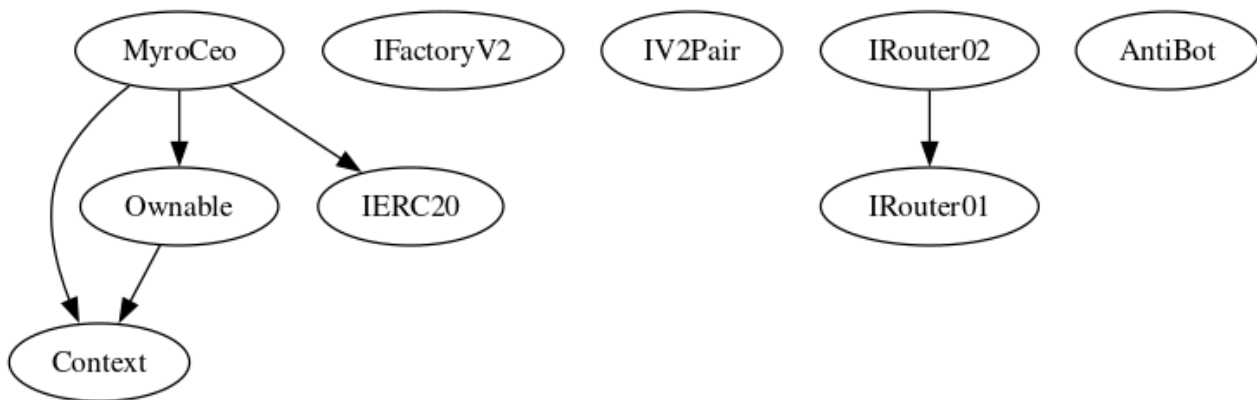 MyroCeo
IFactoryV2
IV2Pair
IRouter02
AntiBot
Ownable
IERC20
IRouter01
Context